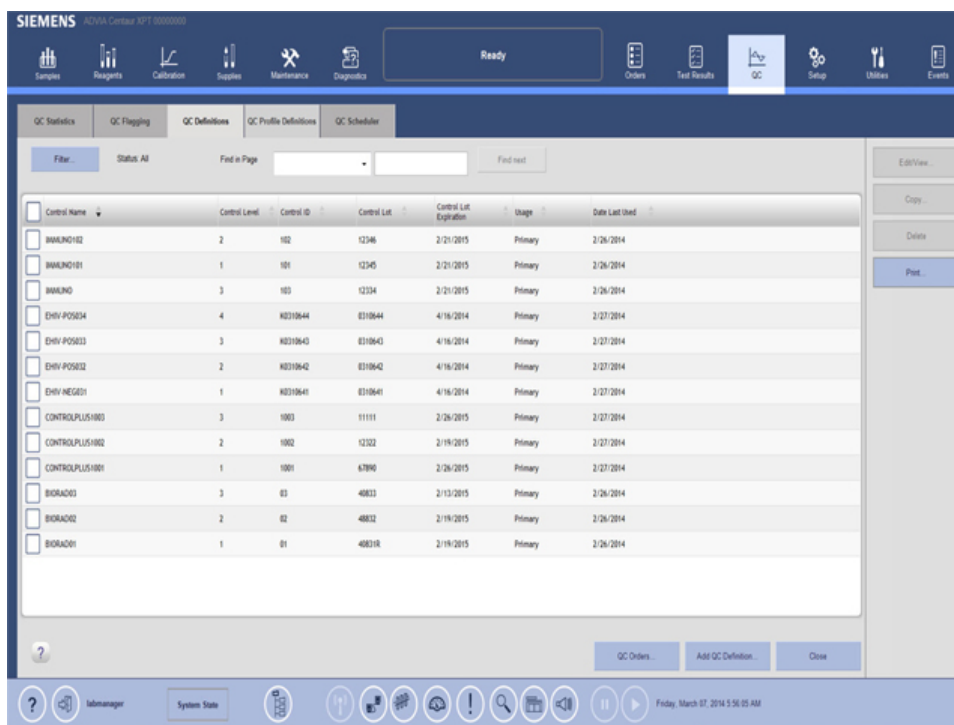 SIEMENS ADVIA Centaur XPT 00000000
Samples Reagents Calibration Supplies Maintenance Diagnostics Ready Orders Test Results QC Setup Utilities Events
QC Statistics QC Flagging QC Definitions QC Profile Definitions QC Scheduler
Filter... Status: All Find in Page Find next Edit/View...
Copy...
Control Name Control Level Control ID Control Lot Control Lot Expiration Usage Date Last Used
Delete
IMMUNO102 2 102 12346 2/21/2015 Primary 2/26/2014
IMMUNO101 1 101 12345 2/21/2015 Primary 2/26/2014
Print...
IMMUNO 3 103 12334 2/21/2015 Primary 2/26/2014
EHIV-POS034 4 K0310644 0310644 4/16/2014 Primary 2/27/2014
EHIV-POS033 3 K0310643 0310643 4/16/2014 Primary 2/27/2014
EHIV-POS032 2 K0310642 0310642 4/16/2014 Primary 2/27/2014
EHIV-NEG031 1 K0310641 0310641 4/16/2014 Primary 2/27/2014
CONTROLPLUS1003 3 1003 11111 2/26/2015 Primary 2/27/2014
CONTROLPLUS1002 2 1002 12322 2/19/2015 Primary 2/27/2014
CONTROLPLUS1001 1 1001 67890 2/26/2015 Primary 2/27/2014
BIORAD03 3 03 40833 2/13/2015 Primary 2/26/2014
BIORAD02 2 02 48832 2/19/2015 Primary 2/26/2014
BIORAD01 1 01 40831R 2/19/2015 Primary 2/26/2014
? QC Orders... Add QC Definition... Close
? labmanager System State ! Friday, March 07, 2014 5:56:05 AM